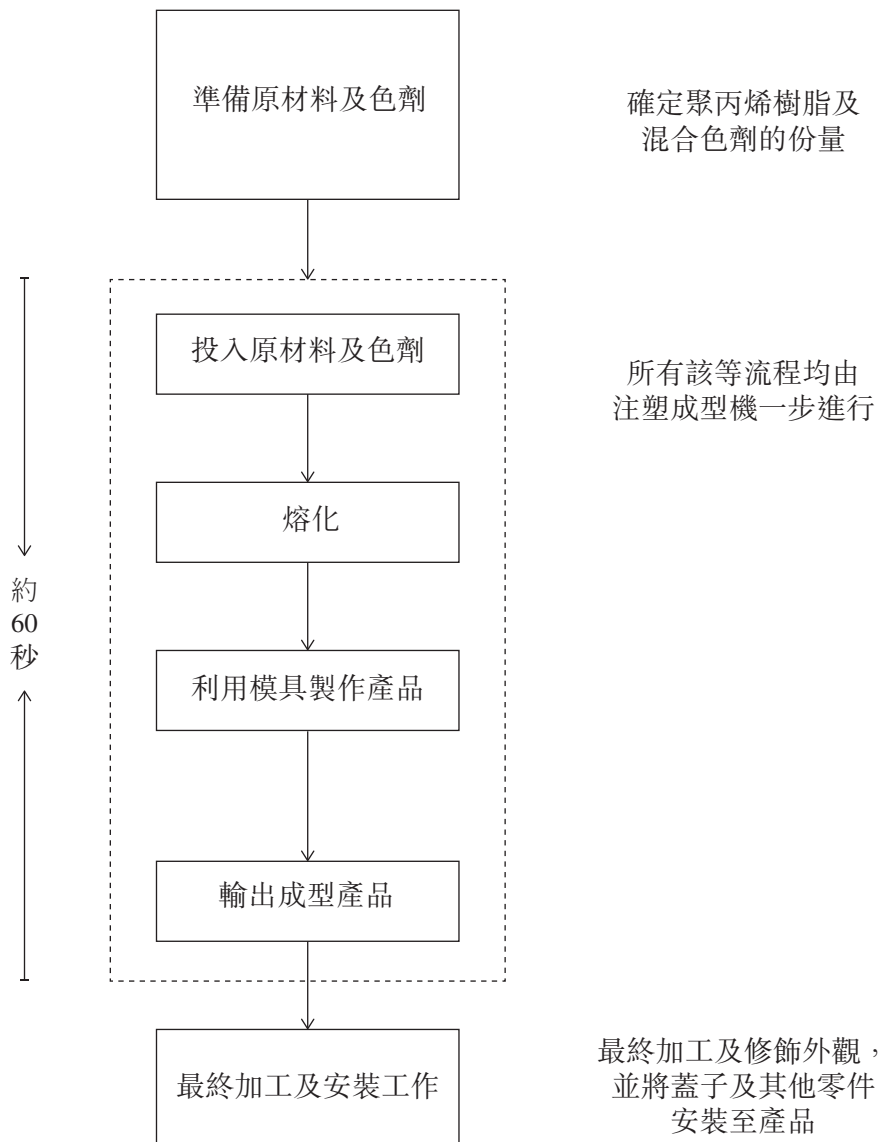 準備原材料及色劑
確定聚丙烯樹脂及
混合色劑的份量
投入原材料及色劑
所有該等流程均由
注塑成型機一步進行
熔化
約
60
秒
利用模具製作產品
輸出成型產品
最終加工及安裝工作
最終加工及修飾外觀，
並將蓋子及其他零件
安裝至產品